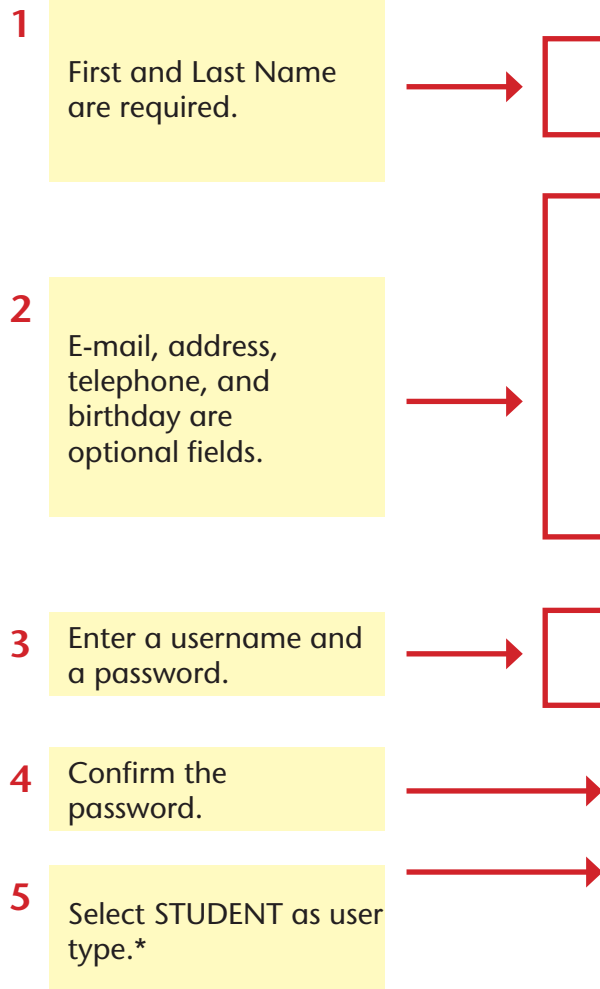 1
First and Last Name
are required.
2
E-mail, address,
telephone, and
birthday are
optional fields.
3
Enter a username and
a password.
4
Confirm the
password.
5
Select STUDENT as user
type.*